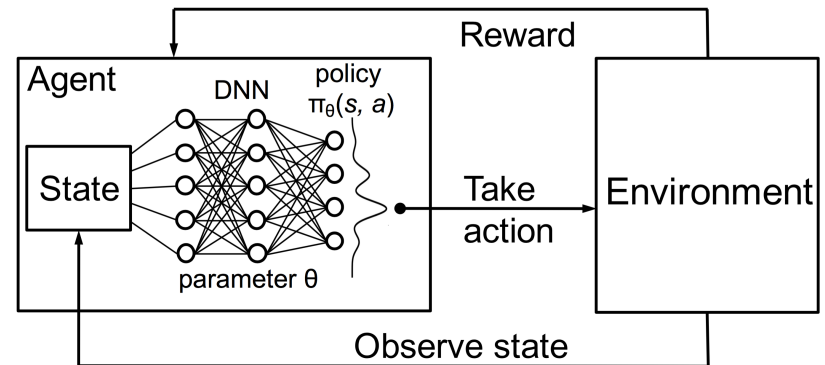 Reward
Agent
policy
DNN
πθ(s, a)
State
Take
action
Environment
parameter θ
Observe state